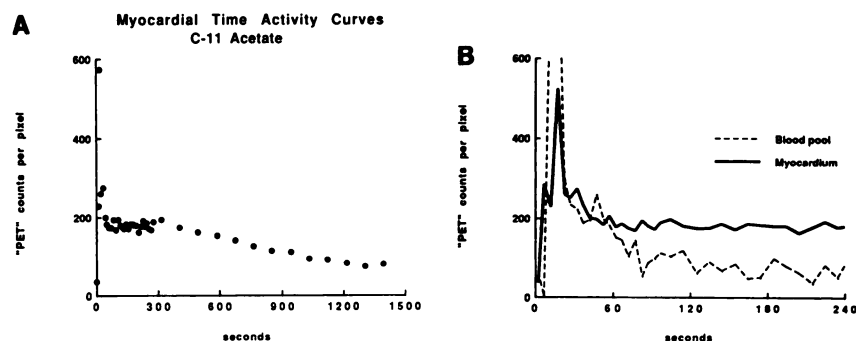 A
Myocardial Time Activity Curves
C-11 Acetate
"PET" counts per pixel
600
400
200
0
0 300 600 900 1200 1500
seconds
B
"PET" counts per pixel
600
400
200
0
0 60 120 180 240
seconds
Blood pool
Myocardium